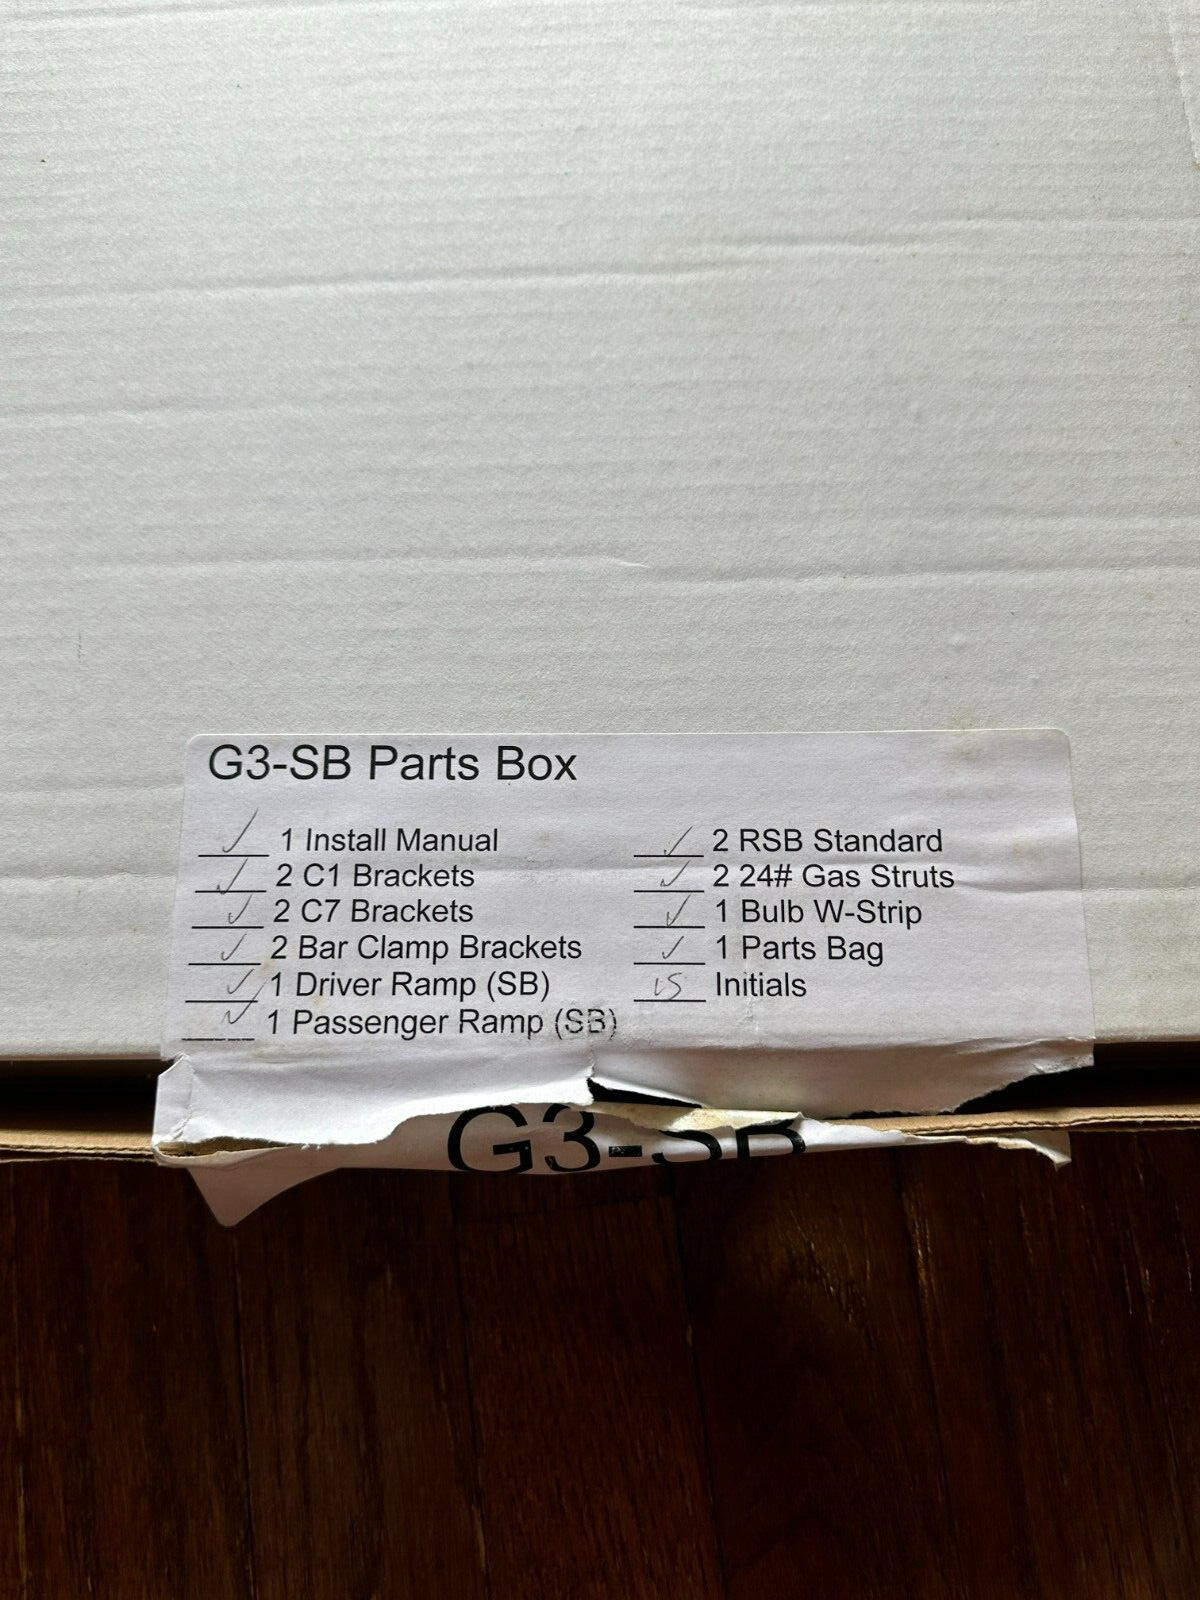 G3-SB Parts Box
✓ 1 Install Manual
✓ 2 C1 Brackets
✓ 2 C7 Brackets
✓ 2 Bar Clamp Brackets
✓ 1 Driver Ramp (SB)
✓ 1 Passenger Ramp (SB)
✓ 2 RSB Standard
✓ 2 24# Gas Struts
✓ 1 Bulb W-Strip
✓ 1 Parts Bag
Initials
G3-SB